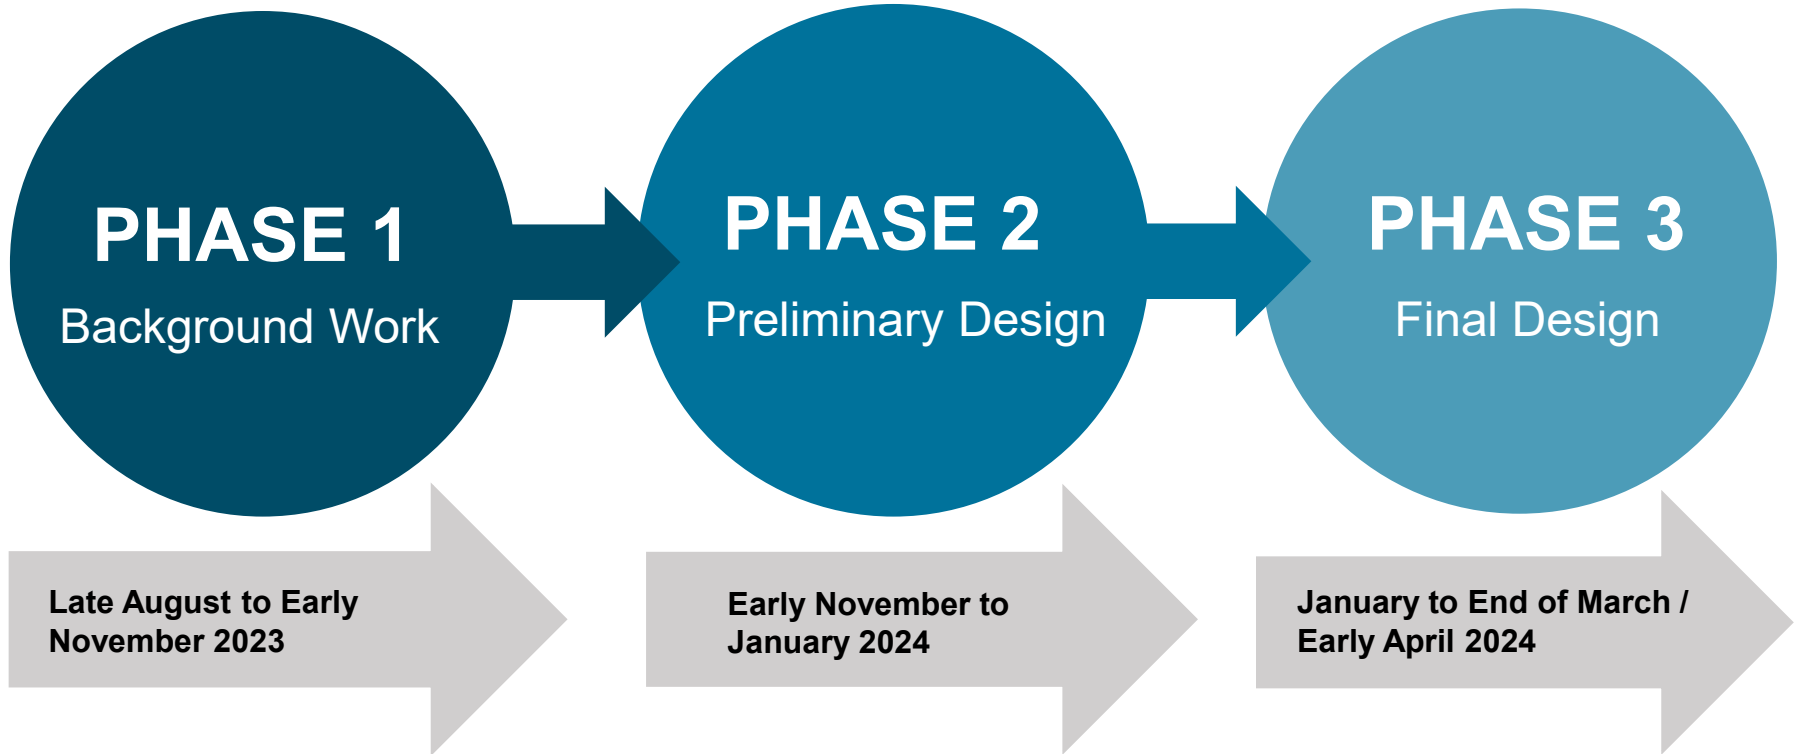 PHASE 1
Background Work
PHASE 2
Preliminary Design
PHASE 3
Final Design
Late August to Early
November 2023
Early November to
January 2024
January to End of March /
Early April 2024